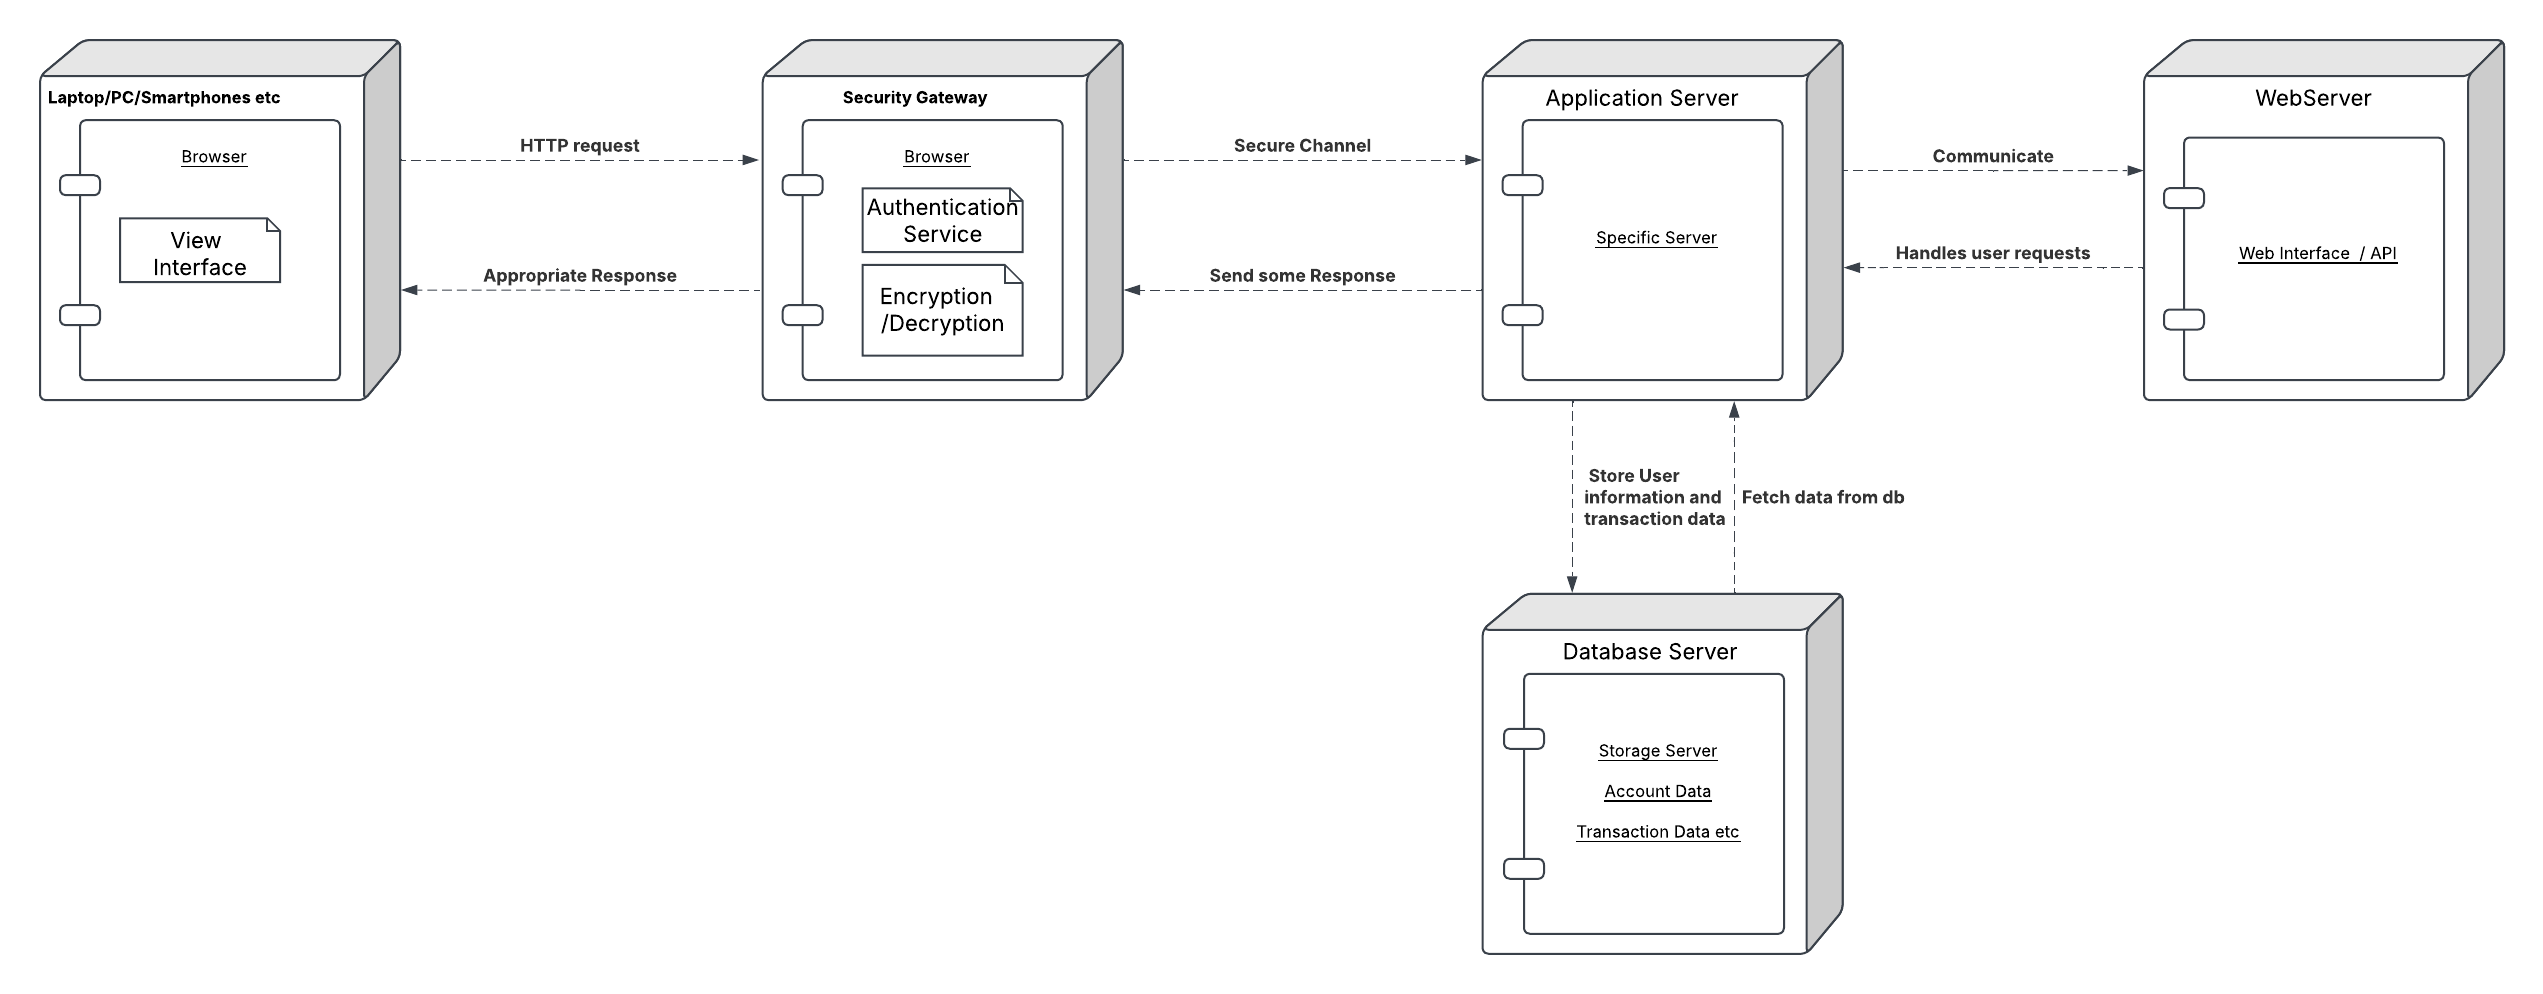 Laptop/PC/Smartphones etc
Browser
View
Interface
HTTP request
Appropriate Response
Security Gateway
Browser
Authentication
Service
Encryption
/Decryption
Secure Channel
Send some Response
Application Server
Specific Server
Communicate
Handles user requests
WebServer
Web Interface / API
Store User
information and
transaction data
Fetch data from db
Database Server
Storage Server
Account Data
Transaction Data etc